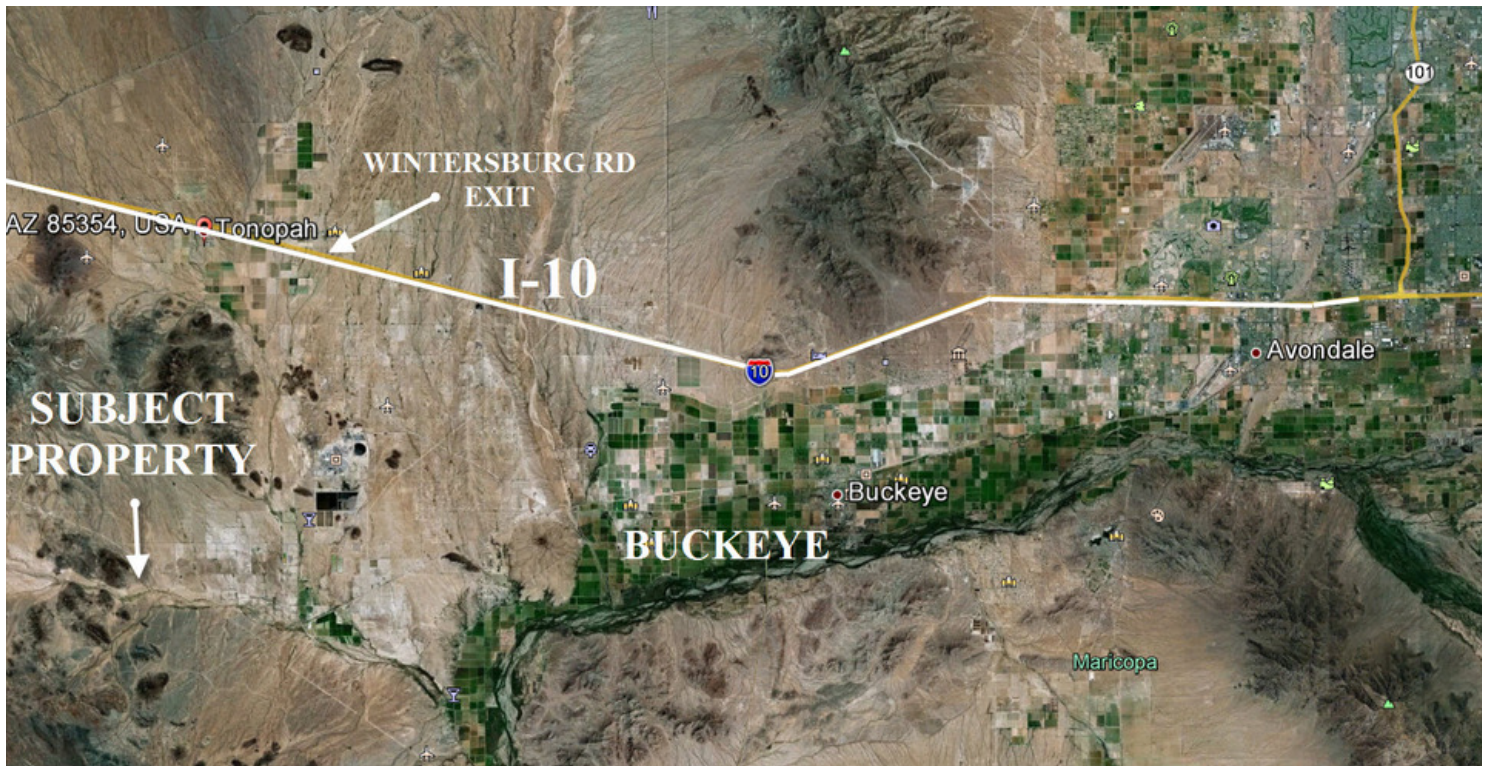 101
WINTERSBURG RD
EXIT
AZ 85354, USA
Tonopah
I-10
10
Avondale
SUBJECT
PROPERTY
Buckeye
BUCKEYE
Maricopa